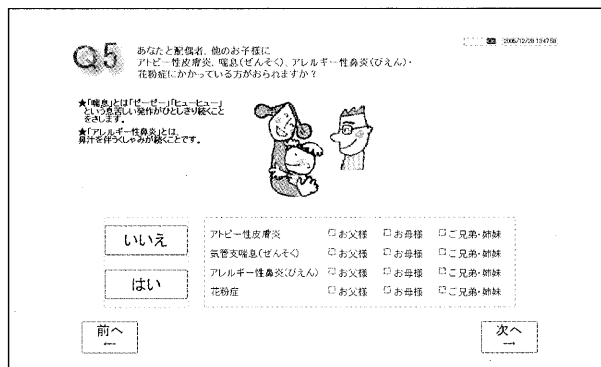 2005/12/28 13:47:58
Q5
あなたと配偶者、他のお子様に
アトピー性皮膚炎、喘息(ぜんそく)、アレルギー性鼻炎(びえん)・
花粉症にかかっている方がおられますか?
★「喘息」とは「ゼーゼー」「ヒューヒュー」
という息苦しい発作がひとしきり続くこと
をさします。
★「アレルギー性鼻炎」とは、
鼻汁を伴うくしゃみが続くことです。
いいえ
はい
アトピー性皮膚炎 □お父様 □お母様 □ご兄弟・姉妹
気管支喘息(ぜんそく) □お父様 □お母様 □ご兄弟・姉妹
アレルギー性鼻炎(びえん) □お父様 □お母様 □ご兄弟・姉妹
花粉症 □お父様 □お母様 □ご兄弟・姉妹
前へ
←
次へ
→